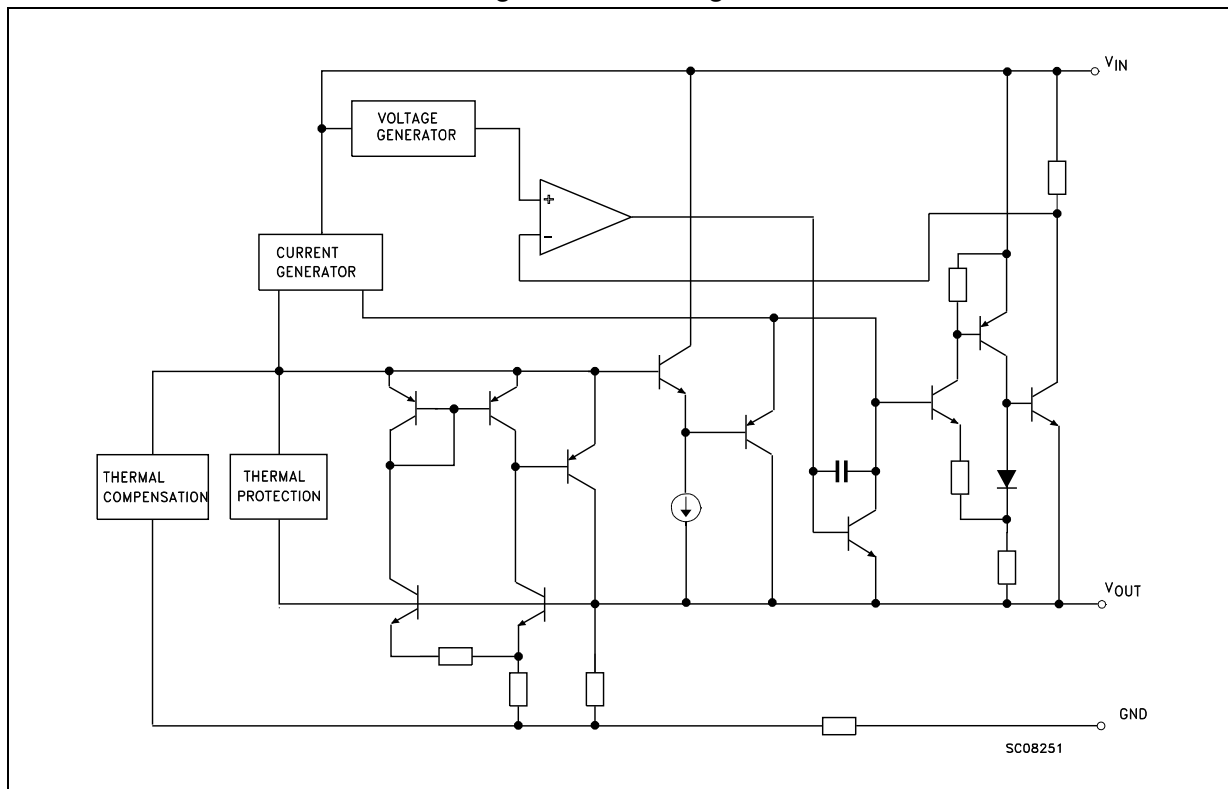 VIN
VOLTAGE
GENERATOR
+
−
CURRENT
GENERATOR
THERMAL
COMPENSATION
THERMAL
PROTECTION
VOUT
GND
SC08251